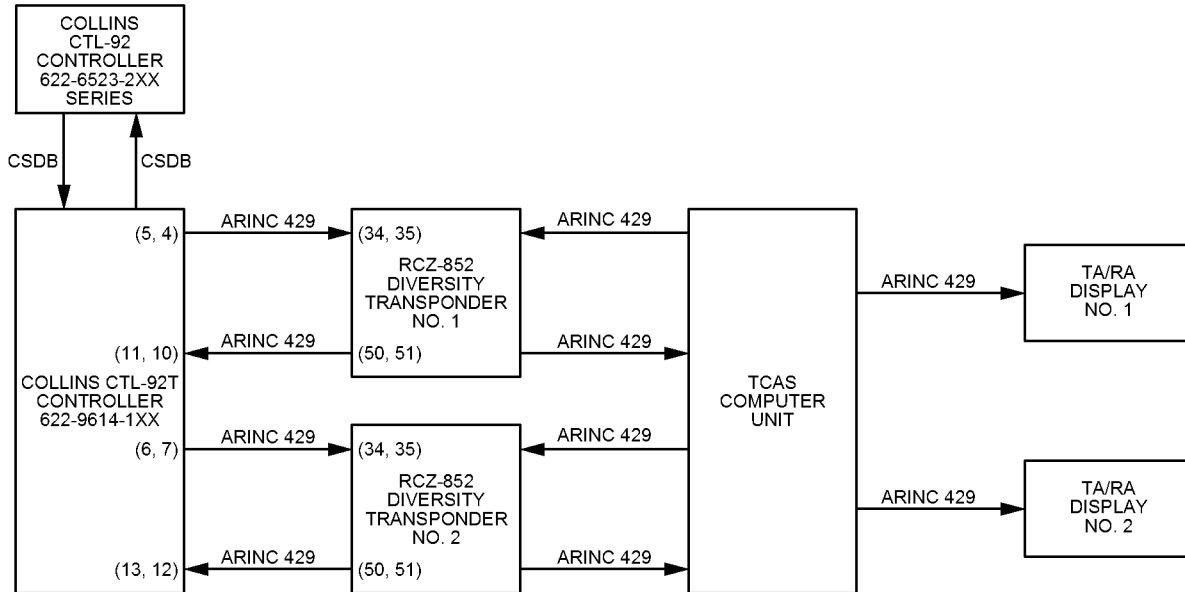 COLLINS
CTL-92
CONTROLLER
622-6523-2XX
SERIES
CSDB
CSDB
(5, 4)
ARINC 429
(34, 35)
ARINC 429
RCZ-852
DIVERSITY
TRANSPONDER
NO. 1
ARINC 429
TA/RA
DISPLAY
NO. 1
(11, 10)
ARINC 429
(50, 51)
ARINC 429
COLLINS CTL-92T
CONTROLLER
622-9614-1XX
TCAS
COMPUTER
UNIT
(6, 7)
ARINC 429
(34, 35)
ARINC 429
RCZ-852
DIVERSITY
TRANSPONDER
NO. 2
ARINC 429
TA/RA
DISPLAY
NO. 2
(13, 12)
ARINC 429
(50, 51)
ARINC 429